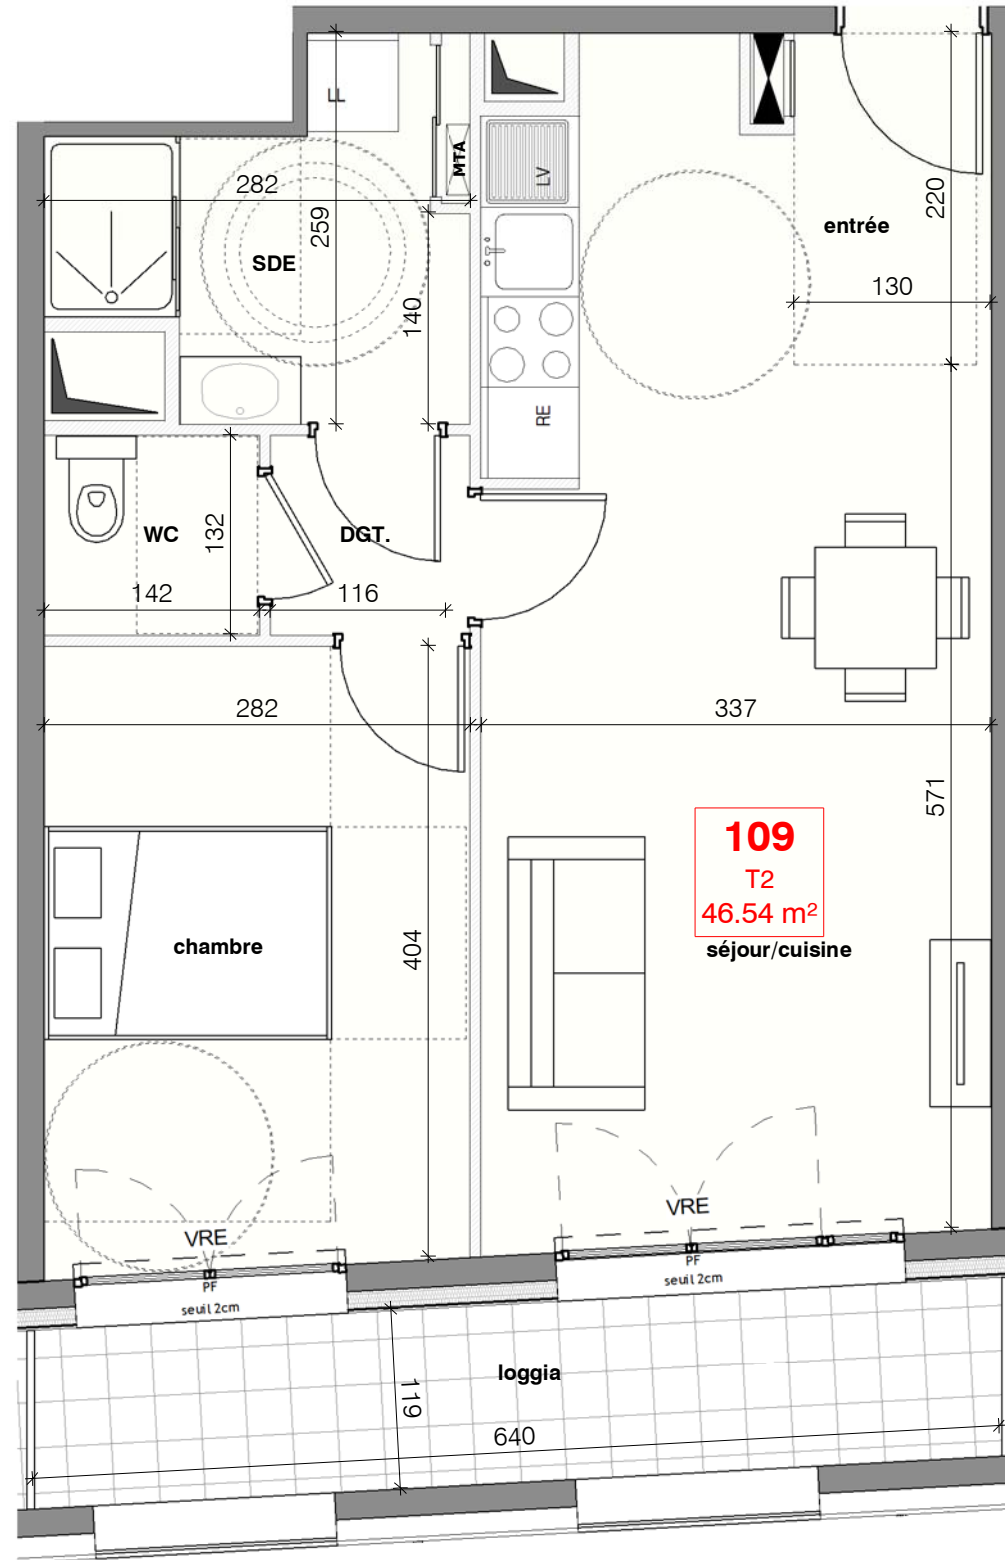 LL
MTA
LV
282
259
220
entrée
SDE
130
140
RE
WC
132
DGT.
142
116
282
337
571
109
T2
46.54 m²
séjour/cuisine
chambre
404
VRE
VRE
PF
seuil 2cm
PF
seuil 2cm
loggia
119
640